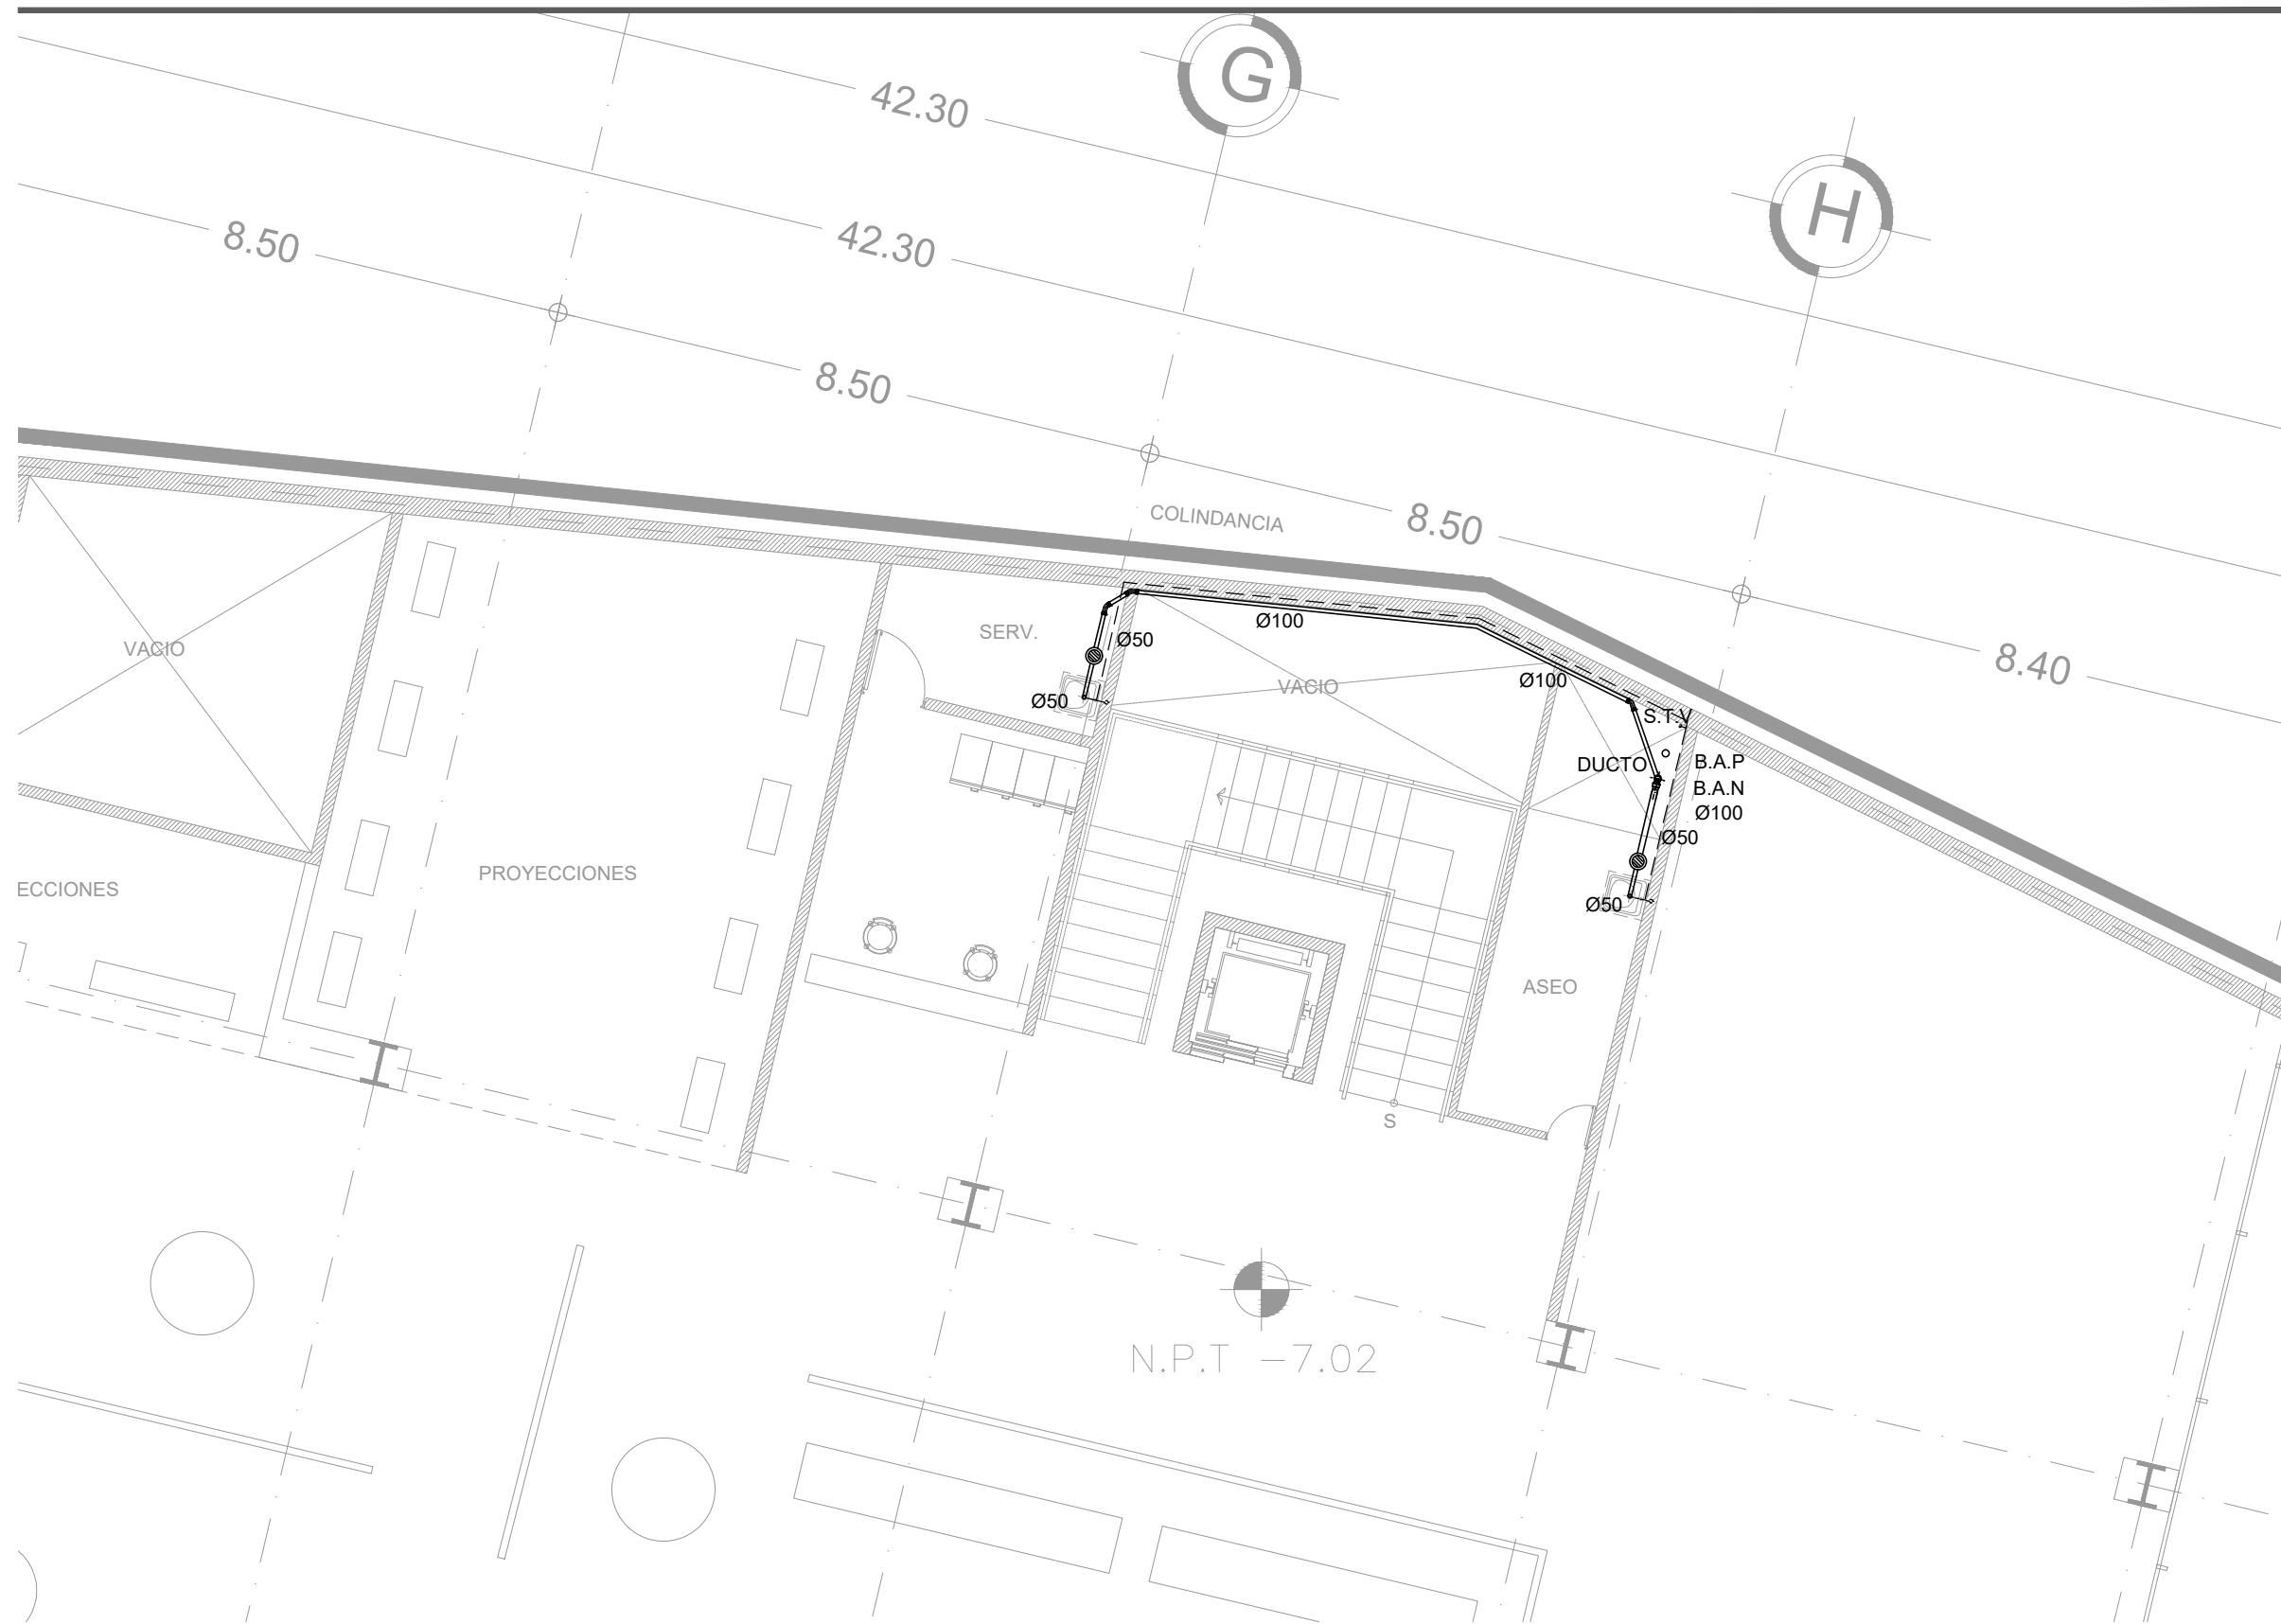 G
42.30
H
42.30
8.50
8.50
8.50
COLINDANCIA
8.40
Ø100
SERV.
Ø50
VACIO
Ø100
VACIO
Ø50
S.T.V
DUCTO
B.A.P
B.A.N
Ø100
Ø50
PROYECCIONES
ECCIONES
Ø50
ASEO
S
N.P.T -7.02